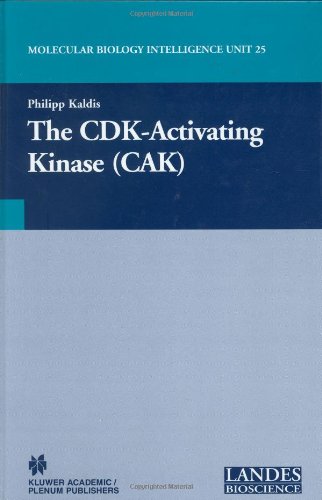 MOLECULAR BIOLOGY INTELLIGENCE UNIT 25
Philipp Kaldis
The CDK-Activating
Kinase (CAK)
KLUWER ACADEMIC /
PLENUM PUBLISHERS
LANDES
BIOSCIENCE